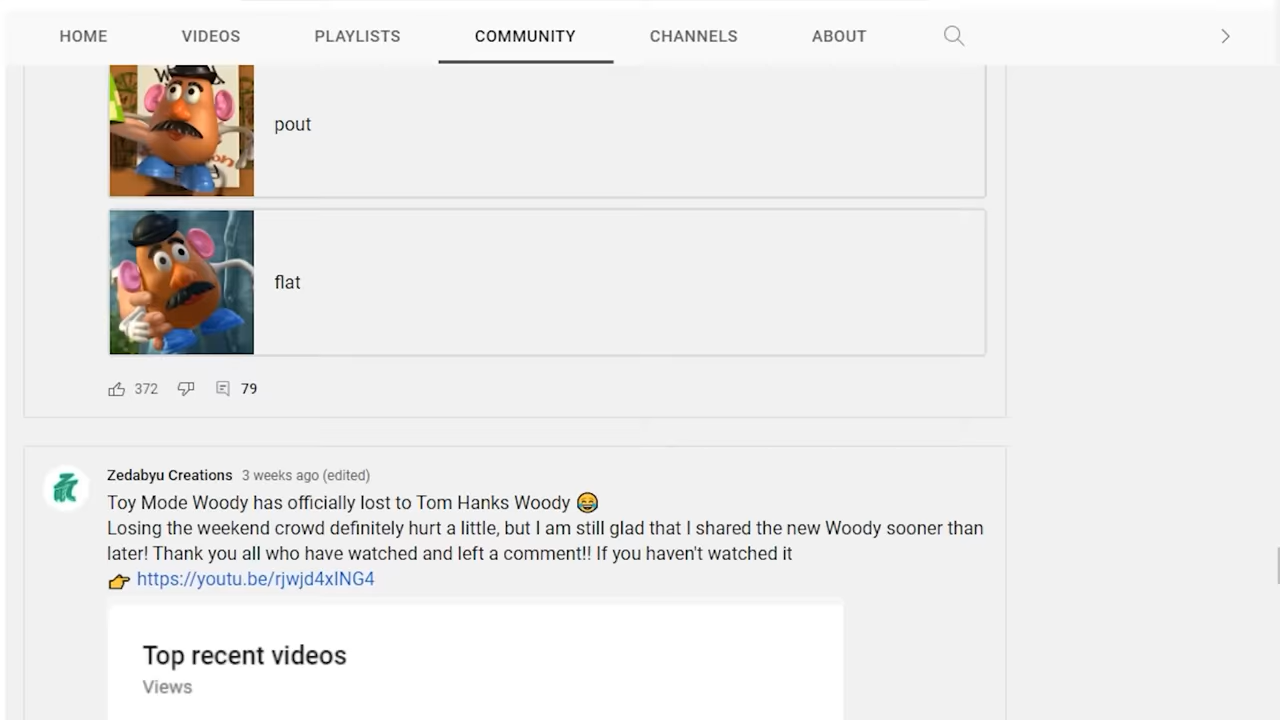 HOME VIDEOS PLAYLISTS COMMUNITY CHANNELS ABOUT
pout
flat
372 79
Zedabyu Creations 3 weeks ago (edited)
Toy Mode Woody has officially lost to Tom Hanks Woody 😂
Losing the weekend crowd definitely hurt a little, but I am still glad that I shared the new Woody sooner than
later! Thank you all who have watched and left a comment!! If you haven't watched it
👉 https://youtu.be/rjwjd4xlNG4
Top recent videos
Views